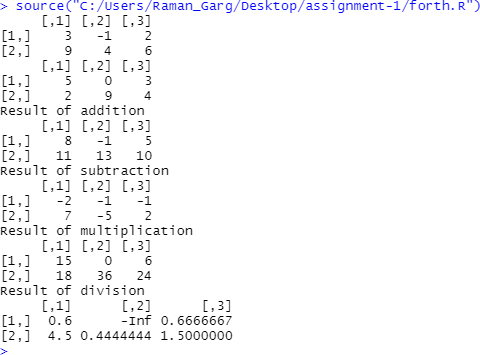 > source("C:/Users/Raman_Garg/Desktop/assignment-1/forth.R")
     [,1] [,2] [,3]
[1,]    3   -1    2
[2,]    9    4    6
     [,1] [,2] [,3]
[1,]    5    0    3
[2,]    2    9    4
Result of addition
     [,1] [,2] [,3]
[1,]    8   -1    5
[2,]   11   13   10
Result of subtraction
     [,1] [,2] [,3]
[1,]   -2   -1   -1
[2,]    7   -5    2
Result of multiplication
     [,1] [,2] [,3]
[1,]   15    0    6
[2,]   18   36   24
Result of division
     [,1]      [,2]      [,3]
[1,]  0.6      -Inf 0.6666667
[2,]  4.5 0.4444444 1.5000000
>